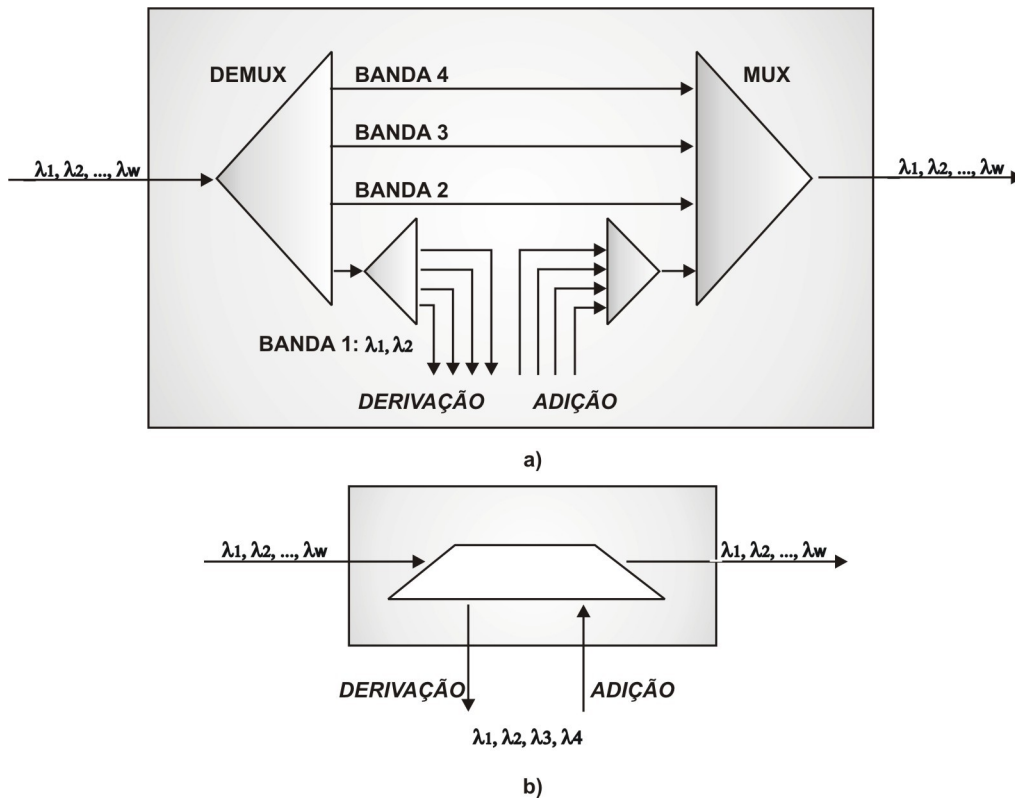 DEMUX
BANDA 4
MUX
BANDA 3
λ1, λ2, ..., λw
λ1, λ2, ..., λw
BANDA 2
BANDA 1: λ1, λ2
DERIVAÇÃO
ADIÇÃO
a)
λ1, λ2, ..., λw
λ1, λ2, ..., λw
DERIVAÇÃO
ADIÇÃO
λ1, λ2, λ3, λ4
b)